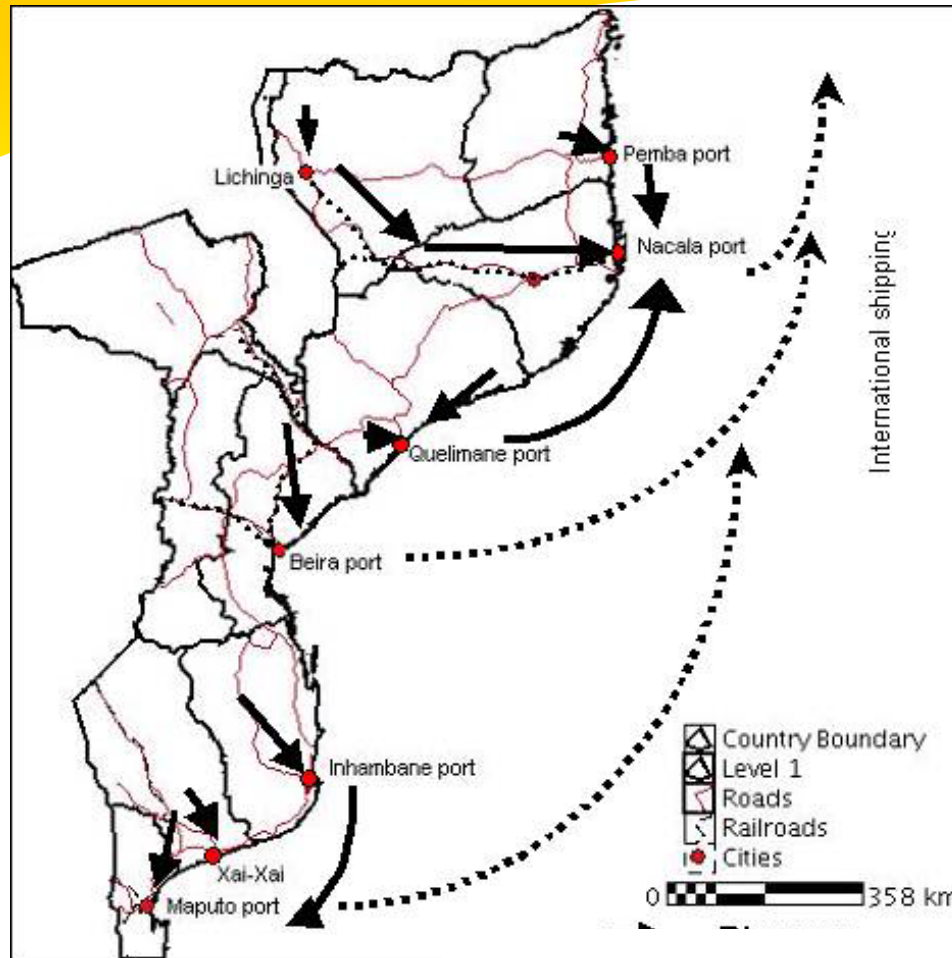 Pemba port
Lichinga
Nacala port
International shipping
Quelimane port
Beira port
Inhambane port
Xai-Xai
Maputo port
Country Boundary
Level 1
Roads
Railroads
Cities
0 358 km